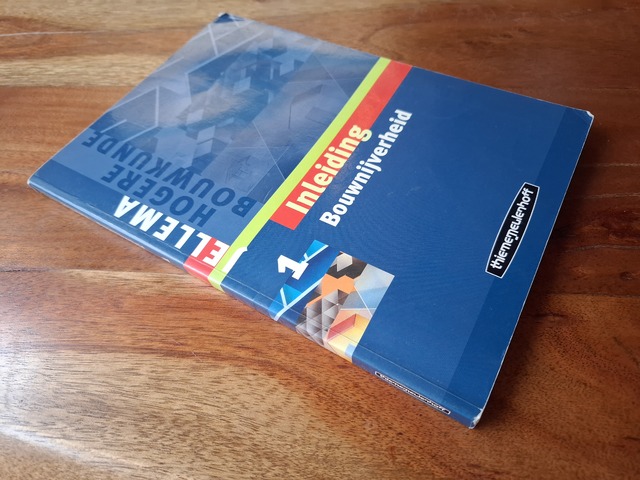 JELLEMA
HOGERE
BOUWKUNDE
Inleiding
Bouwnijverheid
1
thiememeulenhoff